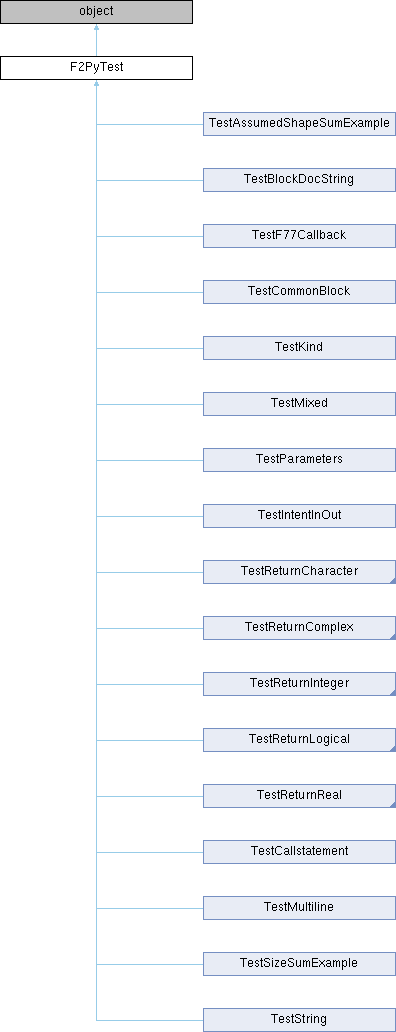 object
F2PyTest
TestAssumedShapeSumExample
TestBlockDocString
TestF77Callback
TestCommonBlock
TestKind
TestMixed
TestParameters
TestIntentInOut
TestReturnCharacter
TestReturnComplex
TestReturnInteger
TestReturnLogical
TestReturnReal
TestCallstatement
TestMultiline
TestSizeSumExample
TestString